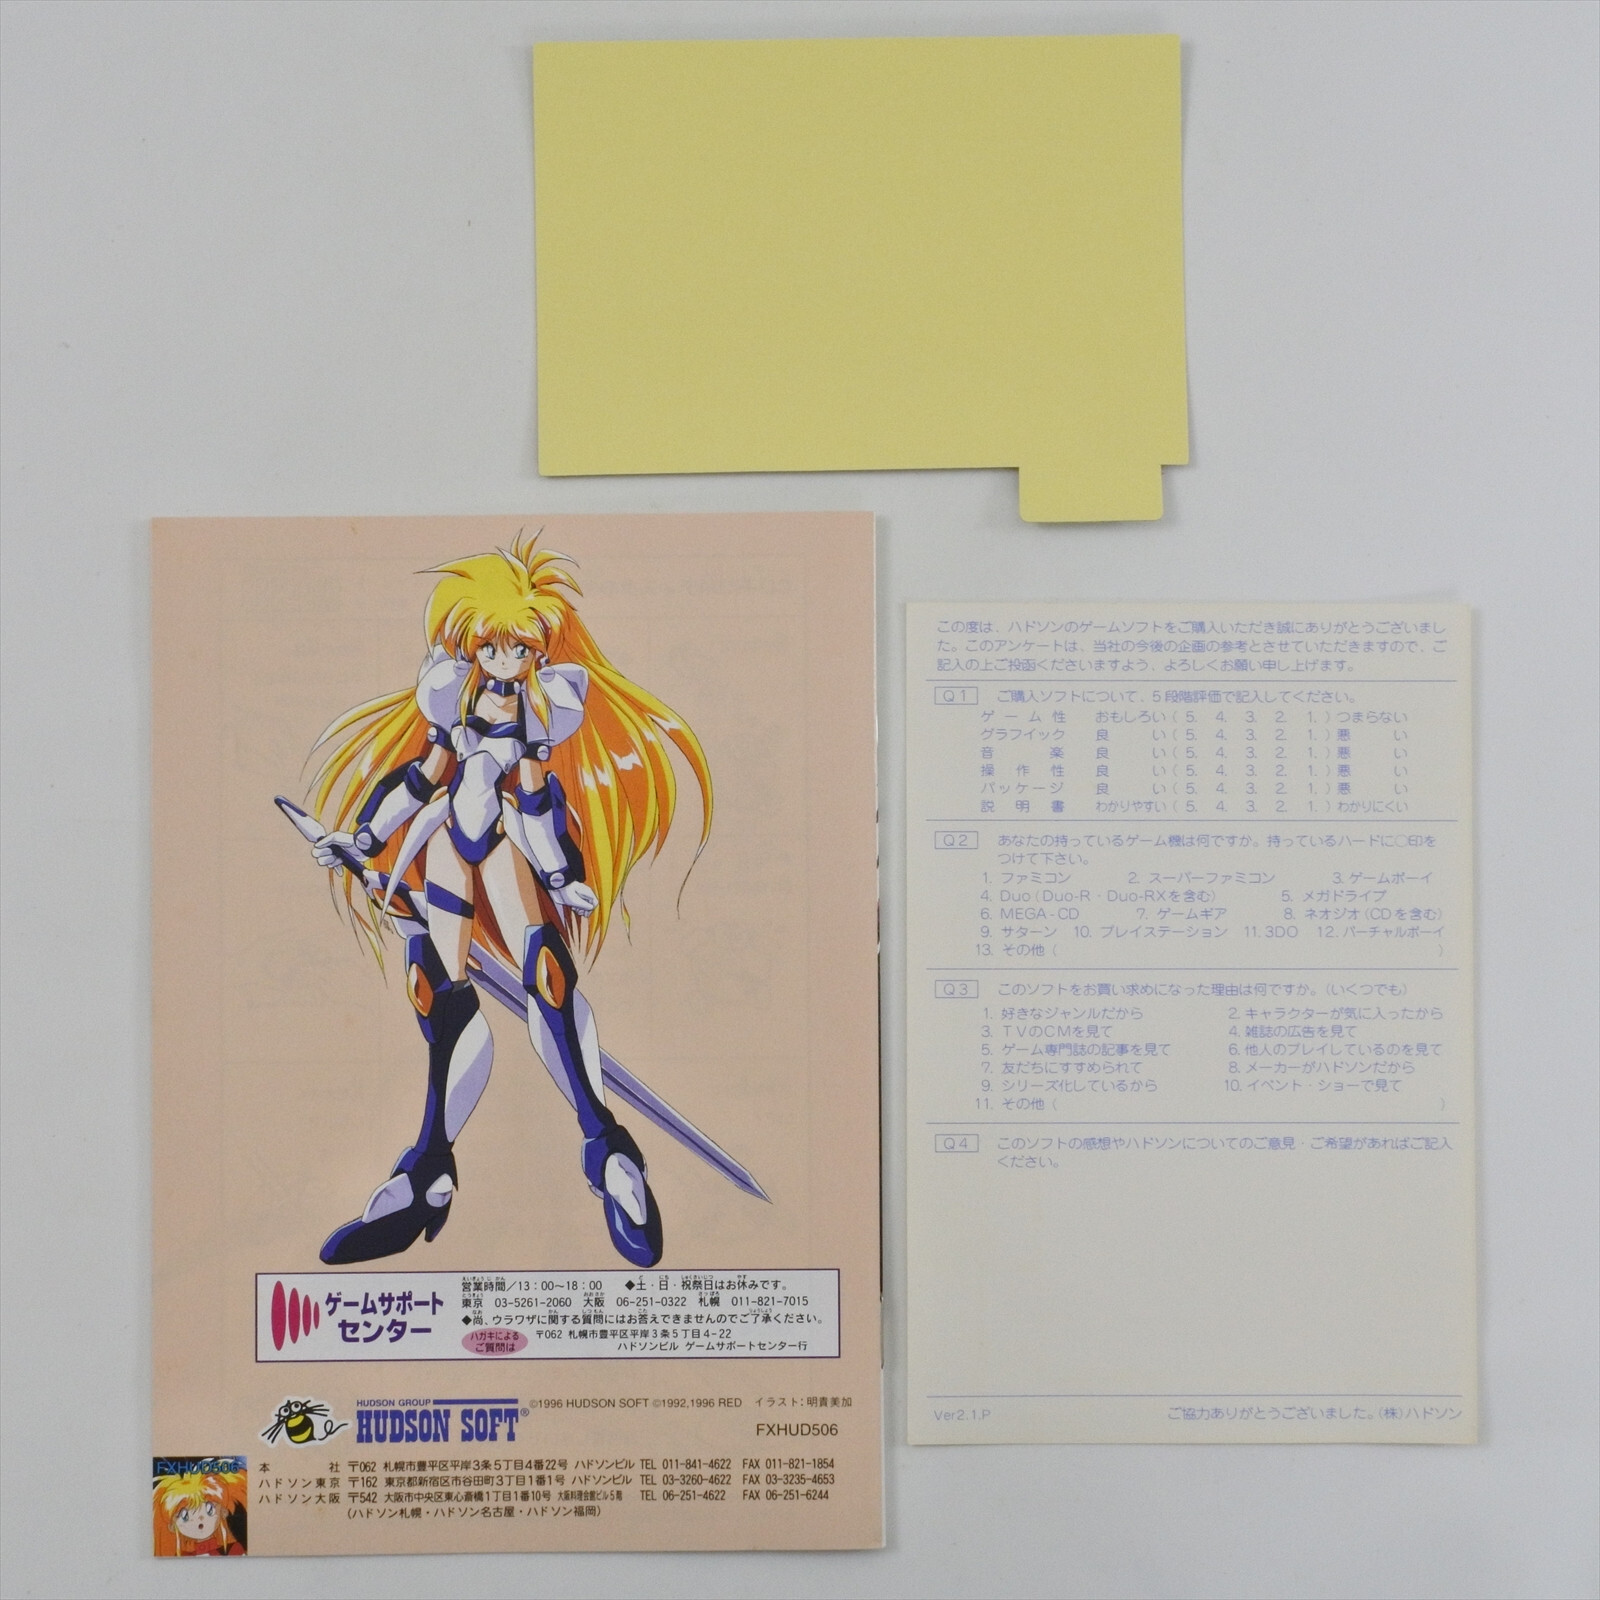 ゲームサポート
センター
営業時間/13:00〜18:00 ◆土・日・祝祭日はお休みです。
東京 03-5261-2060 大阪 06-251-0322 札幌 011-821-7015
◆尚、ウラワザに関する質問にはお答えできませんのでご了承ください。
ハガキによる
ご質問は
〒062 札幌市豊平区平岸3条5丁目4-22
ハドソンビル ゲームサポートセンター行
HUDSON GROUP
HUDSON SOFT®
©1996 HUDSON SOFT ©1992,1996 RED イラスト:明貴美加
FXHUD506
FXHUD506
本社 〒062 札幌市豊平区平岸3条5丁目4番22号 ハドソンビル TEL 011-841-4622 FAX 011-821-1854
ハドソン東京 〒162 東京都新宿区市谷田町3丁目1番1号 ハドソンビル TEL 03-3260-4622 FAX 03-3235-4653
ハドソン大阪 〒542 大阪市中央区東心斎橋1丁目1番10号 大阪料理会館ビル5階 TEL 06-251-4622 FAX 06-251-6244
(ハドソン札幌・ハドソン名古屋・ハドソン福岡)
この度は、ハドソンのゲームソフトをご購入いただき誠にありがとうございまし
た。このアンケートは、当社の今後の企画の参考とさせていただきますので、ご
記入の上ご投函くださいますよう、よろしくお願い申し上げます。
Q1 ご購入ソフトについて、5段階評価で記入してください。
ゲーム性 おもしろい(5. 4. 3. 2. 1.)つまらない
グラフィック 良い(5. 4. 3. 2. 1.)悪い
音楽 良い(5. 4. 3. 2. 1.)悪い
操作性 良い(5. 4. 3. 2. 1.)悪い
パッケージ 良い(5. 4. 3. 2. 1.)悪い
説明書 わかりやすい(5. 4. 3. 2. 1.)わかりにくい
Q2 あなたの持っているゲーム機は何ですか。持っているハードに○印を
つけて下さい。
1. ファミコン 2. スーパーファミコン 3. ゲームボーイ
4. Duo(Duo-R・Duo-RXを含む) 5. メガドライブ
6. MEGA-CD 7. ゲームギア 8. ネオジオ(CDを含む)
9. サターン 10. プレイステーション 11. 3DO 12. バーチャルボーイ
13. その他( )
Q3 このソフトをお買い求めになった理由は何ですか。(いくつでも)
1. 好きなジャンルだから 2. キャラクターが気に入ったから
3. TVのCMを見て 4. 雑誌の広告を見て
5. ゲーム専門誌の記事を見て 6. 他人のプレイしているのを見て
7. 友だちにすすめられて 8. メーカーがハドソンだから
9. シリーズ化しているから 10. イベント・ショーで見て
11. その他( )
Q4 このソフトの感想やハドソンについてのご意見・ご希望があればご記入
ください。
Ver2.1.P ご協力ありがとうございました。(株)ハドソン